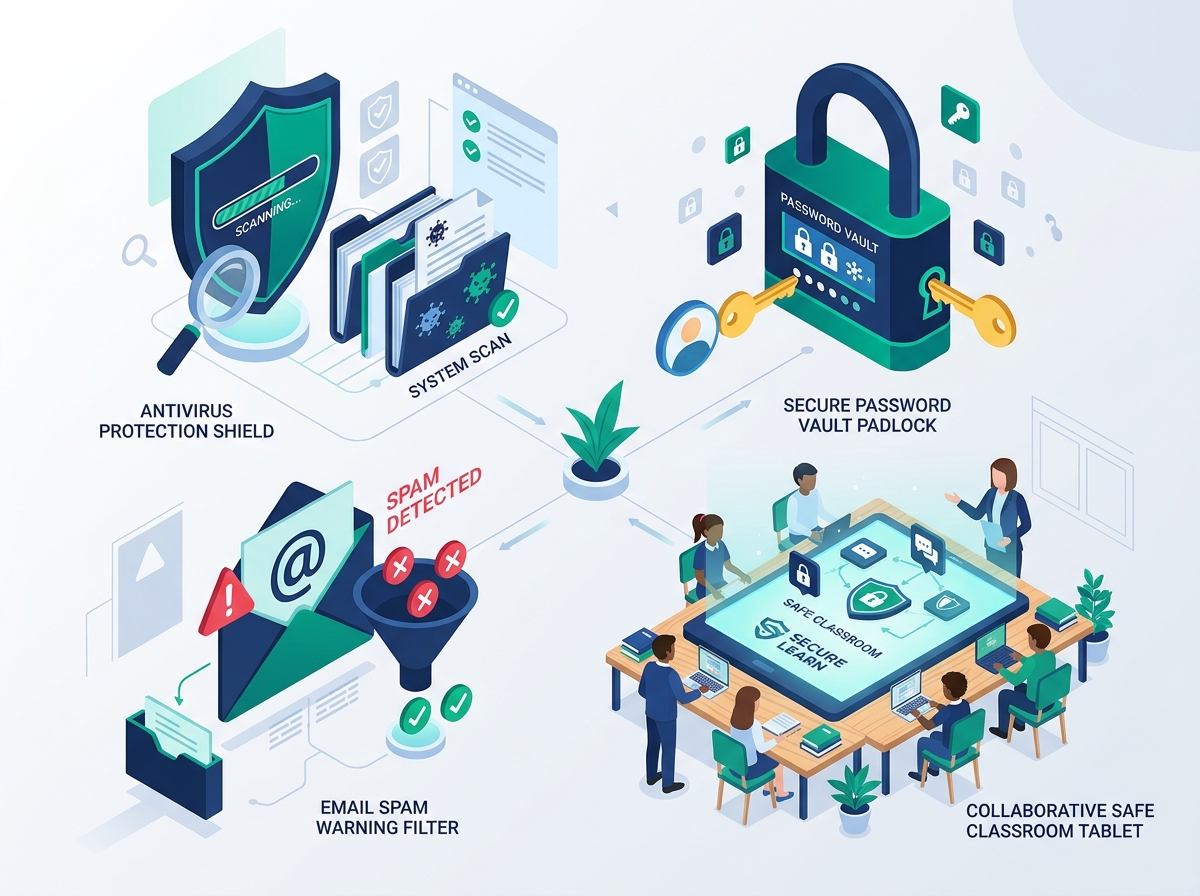 SCANNING...
SYSTEM SCAN
ANTIVIRUS
PROTECTION SHIELD
PASSWORD VAULT
SECURE PASSWORD
VAULT PADLOCK
SPAM
DETECTED
@
!
EMAIL SPAM
WARNING FILTER
SAFE CLASSROOM
SECURE
LEARN
COLLABORATIVE SAFE
CLASSROOM TABLET